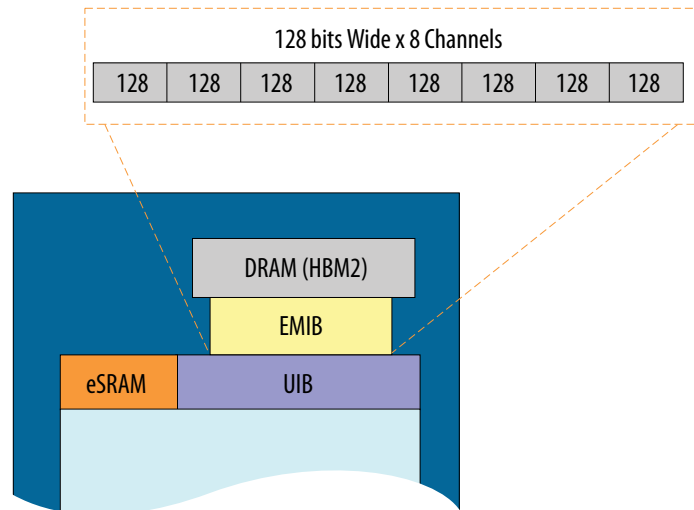 128 bits Wide x 8 Channels
128 128 128 128 128 128 128 128
DRAM (HBM2)
EMIB
eSRAM UIB